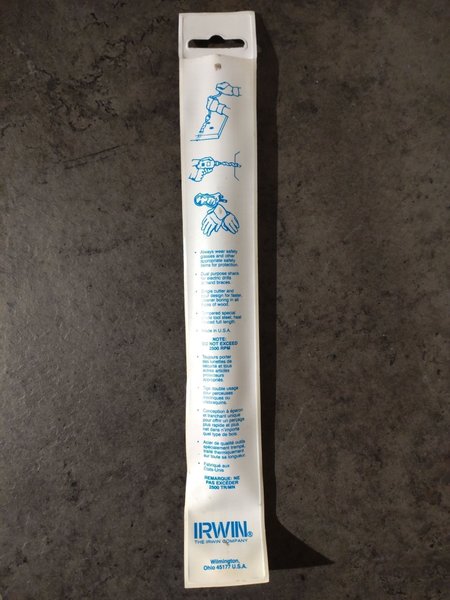 Always wear safety
glasses and other
appropriate safety
items for protection.
Dual purpose shank
for electric drills
and braces.
Single cutter and
spur design for faster,
cleaner boring in all
types of wood.
Tempered special
tool steel, heat
treated full length.
Made in U.S.A.
NOTE:
DO NOT EXCEED
2500 RPM
Toujours porter
des lunettes de
sécurité et tous
autres articles
protecteurs
appropriés.
Tige double usage
pour perceuses
électriques ou
vilebrequins.
Conception à éperon
et tranchant unique
pour offrir un perçage
plus rapide et plus
net dans n'importe
quel type de bois.
Acier de qualité outils
spécialement trempé,
traité thermiquement
sur toute sa longueur.
Fabriqué aux
États-Unis
REMARQUE: NE
PAS EXCÉDER
2500 TR/MIN
IRWIN®
THE IRWIN COMPANY
Wilmington,
Ohio 45177 U.S.A.